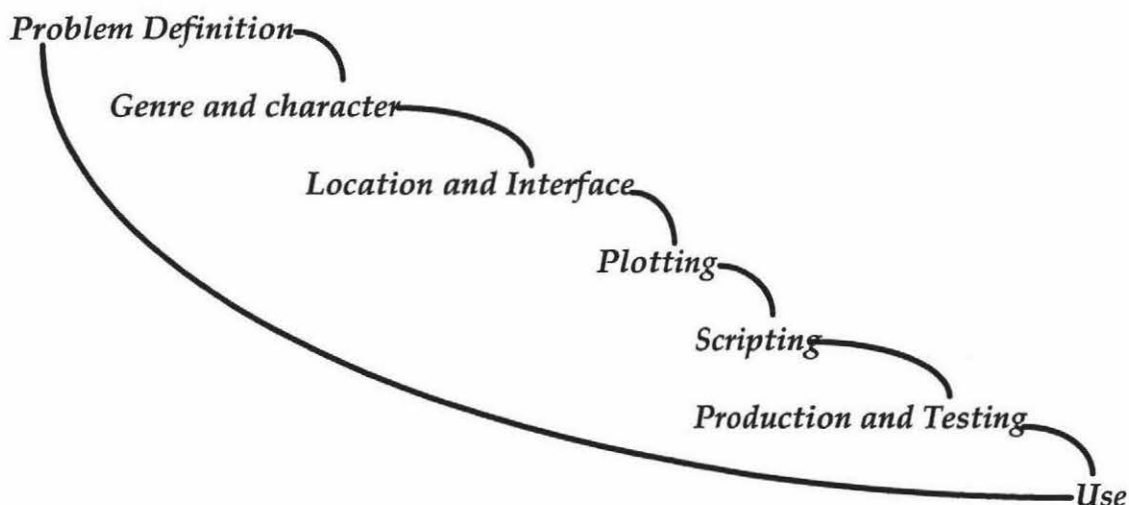 Problem Definition
Genre and character
Location and Interface
Plotting
Scripting
Production and Testing
Use